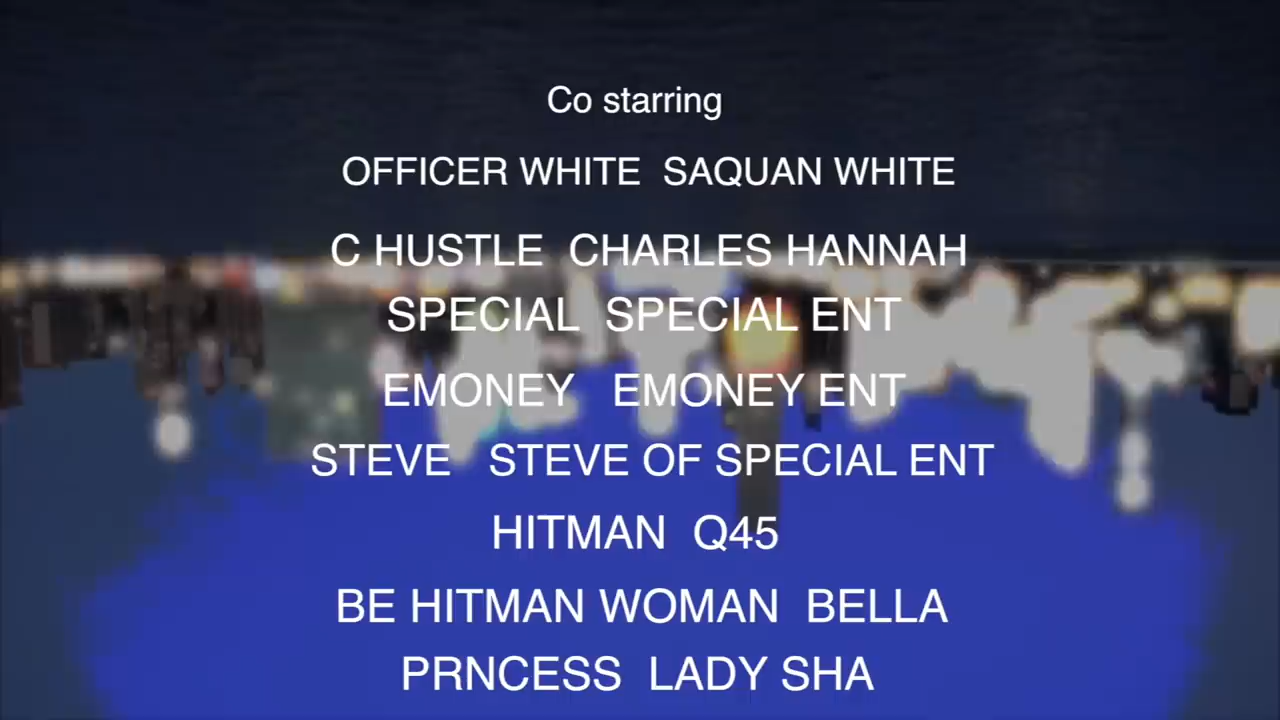 Co starring
OFFICER WHITE SAQUAN WHITE
C HUSTLE CHARLES HANNAH
SPECIAL SPECIAL ENT
EMONEY EMONEY ENT
STEVE STEVE OF SPECIAL ENT
HITMAN Q45
BE HITMAN WOMAN BELLA
PRNCESS LADY SHA